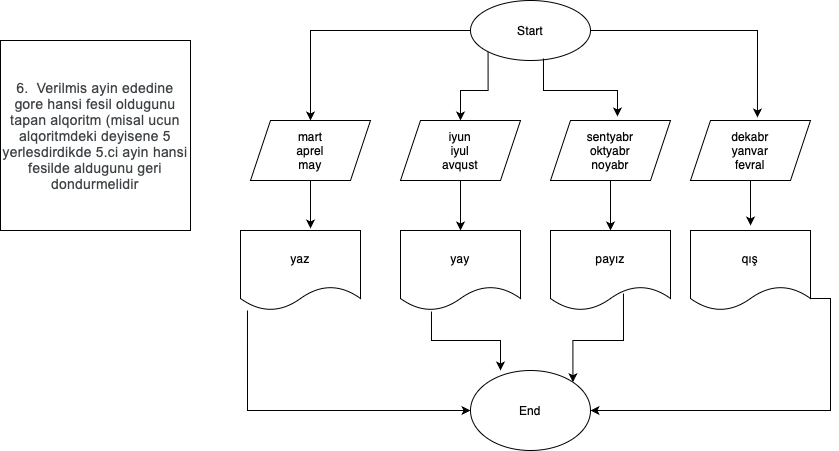 Start
6. Verilmis ayin ededine
gore hansi fesil oldugunu
tapan alqoritm (misal ucun
alqoritmdeki deyisene 5
yerlesdirdikde 5.ci ayin hansi
fesilde aldugunu geri
dondurmelidir
mart
aprel
may
iyun
iyul
avqust
sentyabr
oktyabr
noyabr
dekabr
yanvar
fevral
yaz
yay
payız
qış
End